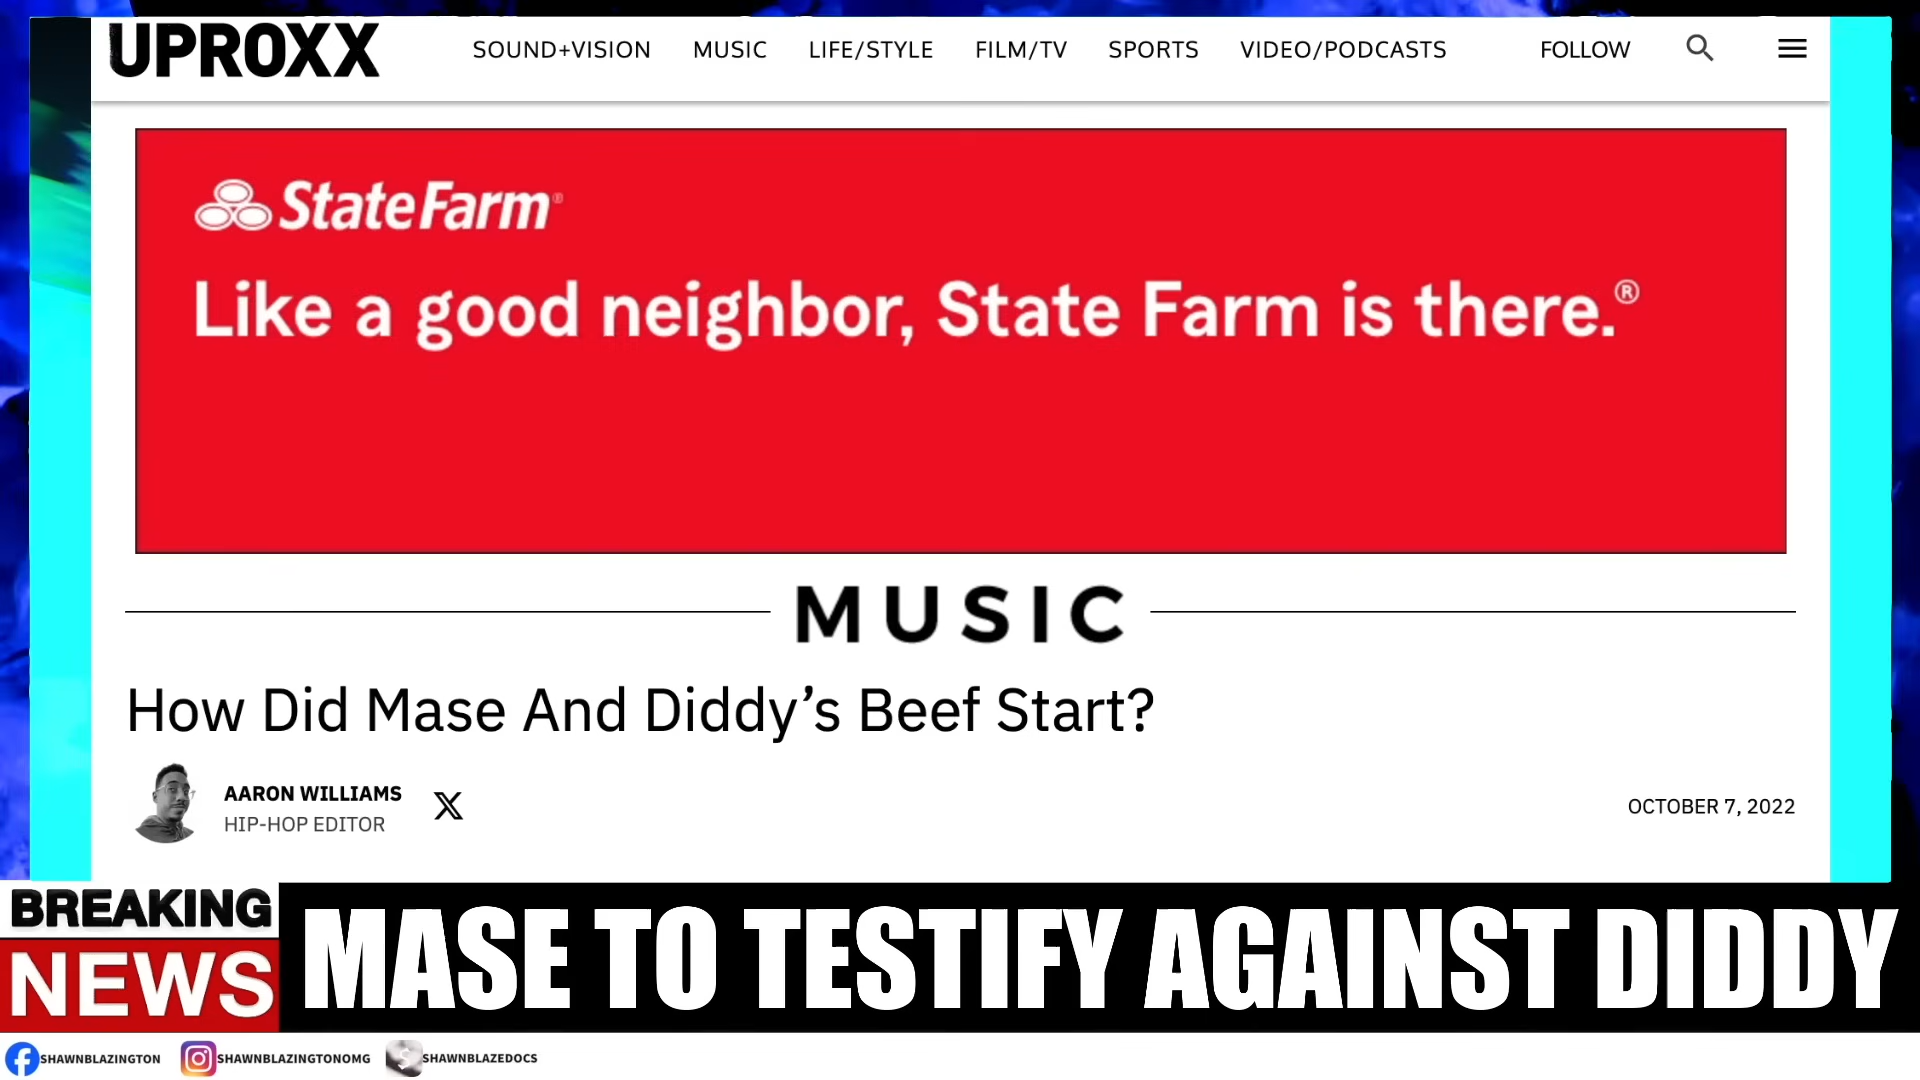 UPROXX
SOUND+VISION MUSIC LIFE/STYLE FILM/TV SPORTS VIDEO/PODCASTS FOLLOW
StateFarm®
Like a good neighbor, State Farm is there.®
MUSIC
How Did Mase And Diddy’s Beef Start?
AARON WILLIAMS
HIP-HOP EDITOR
OCTOBER 7, 2022
BREAKING
NEWS
MASE TO TESTIFY AGAINST DIDDY
SHAWNBLAZINGTON SHAWNBLAZINGTONOMG SHAWNBLAZEDOCS